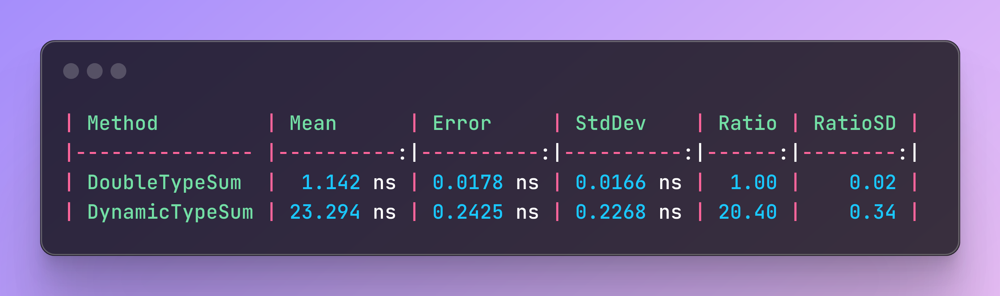 | Method         | Mean      | Error     | StdDev    | Ratio | RatioSD |
|--------------- |----------:|----------:|----------:|------:|--------:|
| DoubleTypeSum  |  1.142 ns | 0.0178 ns | 0.0166 ns |  1.00 |    0.02 |
| DynamicTypeSum | 23.294 ns | 0.2425 ns | 0.2268 ns | 20.40 |    0.34 |